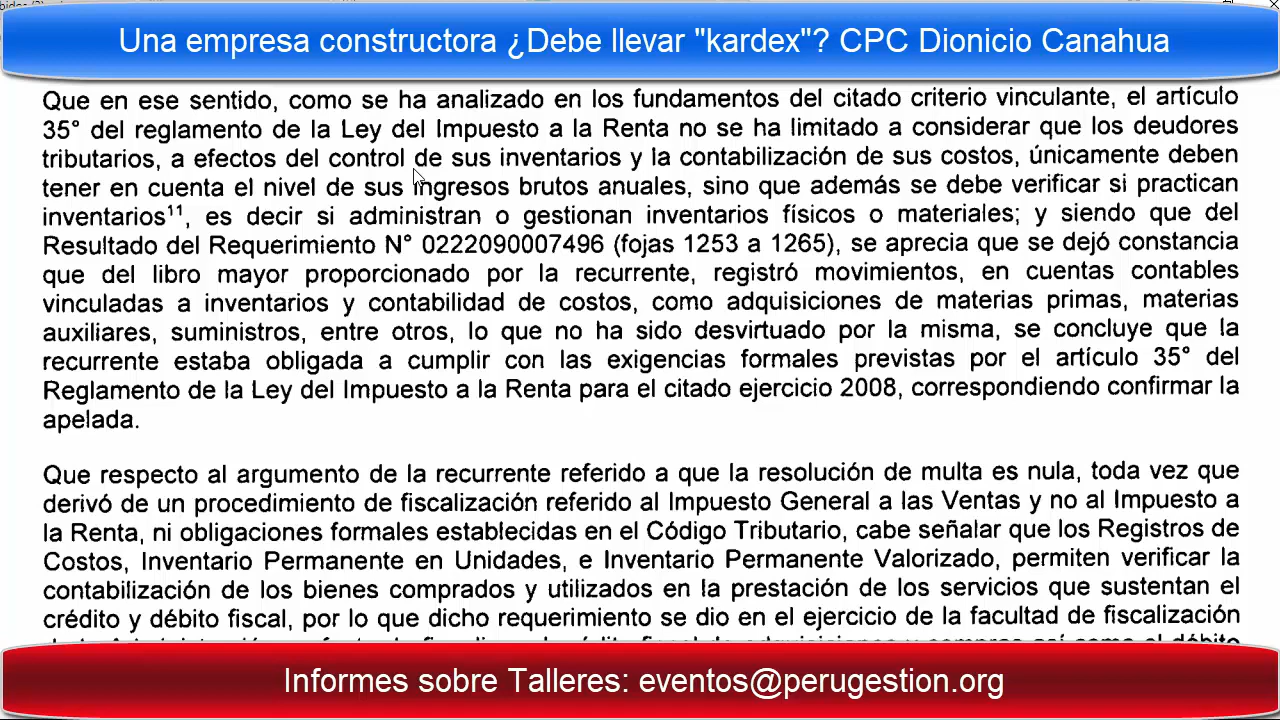 Una empresa constructora ¿Debe llevar "kardex"? CPC Dionicio Canahua
Que en ese sentido, como se ha analizado en los fundamentos del citado criterio vinculante, el artículo
35° del reglamento de la Ley del Impuesto a la Renta no se ha limitado a considerar que los deudores
tributarios, a efectos del control de sus inventarios y la contabilización de sus costos, únicamente deben
tener en cuenta el nivel de sus ingresos brutos anuales, sino que además se debe verificar si practican
inventarios¹¹, es decir si administran o gestionan inventarios físicos o materiales; y siendo que del
Resultado del Requerimiento N° 0222090007496 (fojas 1253 a 1265), se aprecia que se dejó constancia
que del libro mayor proporcionado por la recurrente, registró movimientos, en cuentas contables
vinculadas a inventarios y contabilidad de costos, como adquisiciones de materias primas, materias
auxiliares, suministros, entre otros, lo que no ha sido desvirtuado por la misma, se concluye que la
recurrente estaba obligada a cumplir con las exigencias formales previstas por el artículo 35° del
Reglamento de la Ley del Impuesto a la Renta para el citado ejercicio 2008, correspondiendo confirmar la
apelada.
Que respecto al argumento de la recurrente referido a que la resolución de multa es nula, toda vez que
derivó de un procedimiento de fiscalización referido al Impuesto General a las Ventas y no al Impuesto a
la Renta, ni obligaciones formales establecidas en el Código Tributario, cabe señalar que los Registros de
Costos, Inventario Permanente en Unidades, e Inventario Permanente Valorizado, permiten verificar la
contabilización de los bienes comprados y utilizados en la prestación de los servicios que sustentan el
crédito y débito fiscal, por lo que dicho requerimiento se dio en el ejercicio de la facultad de fiscalización
Informes sobre Talleres: eventos@perugestion.org